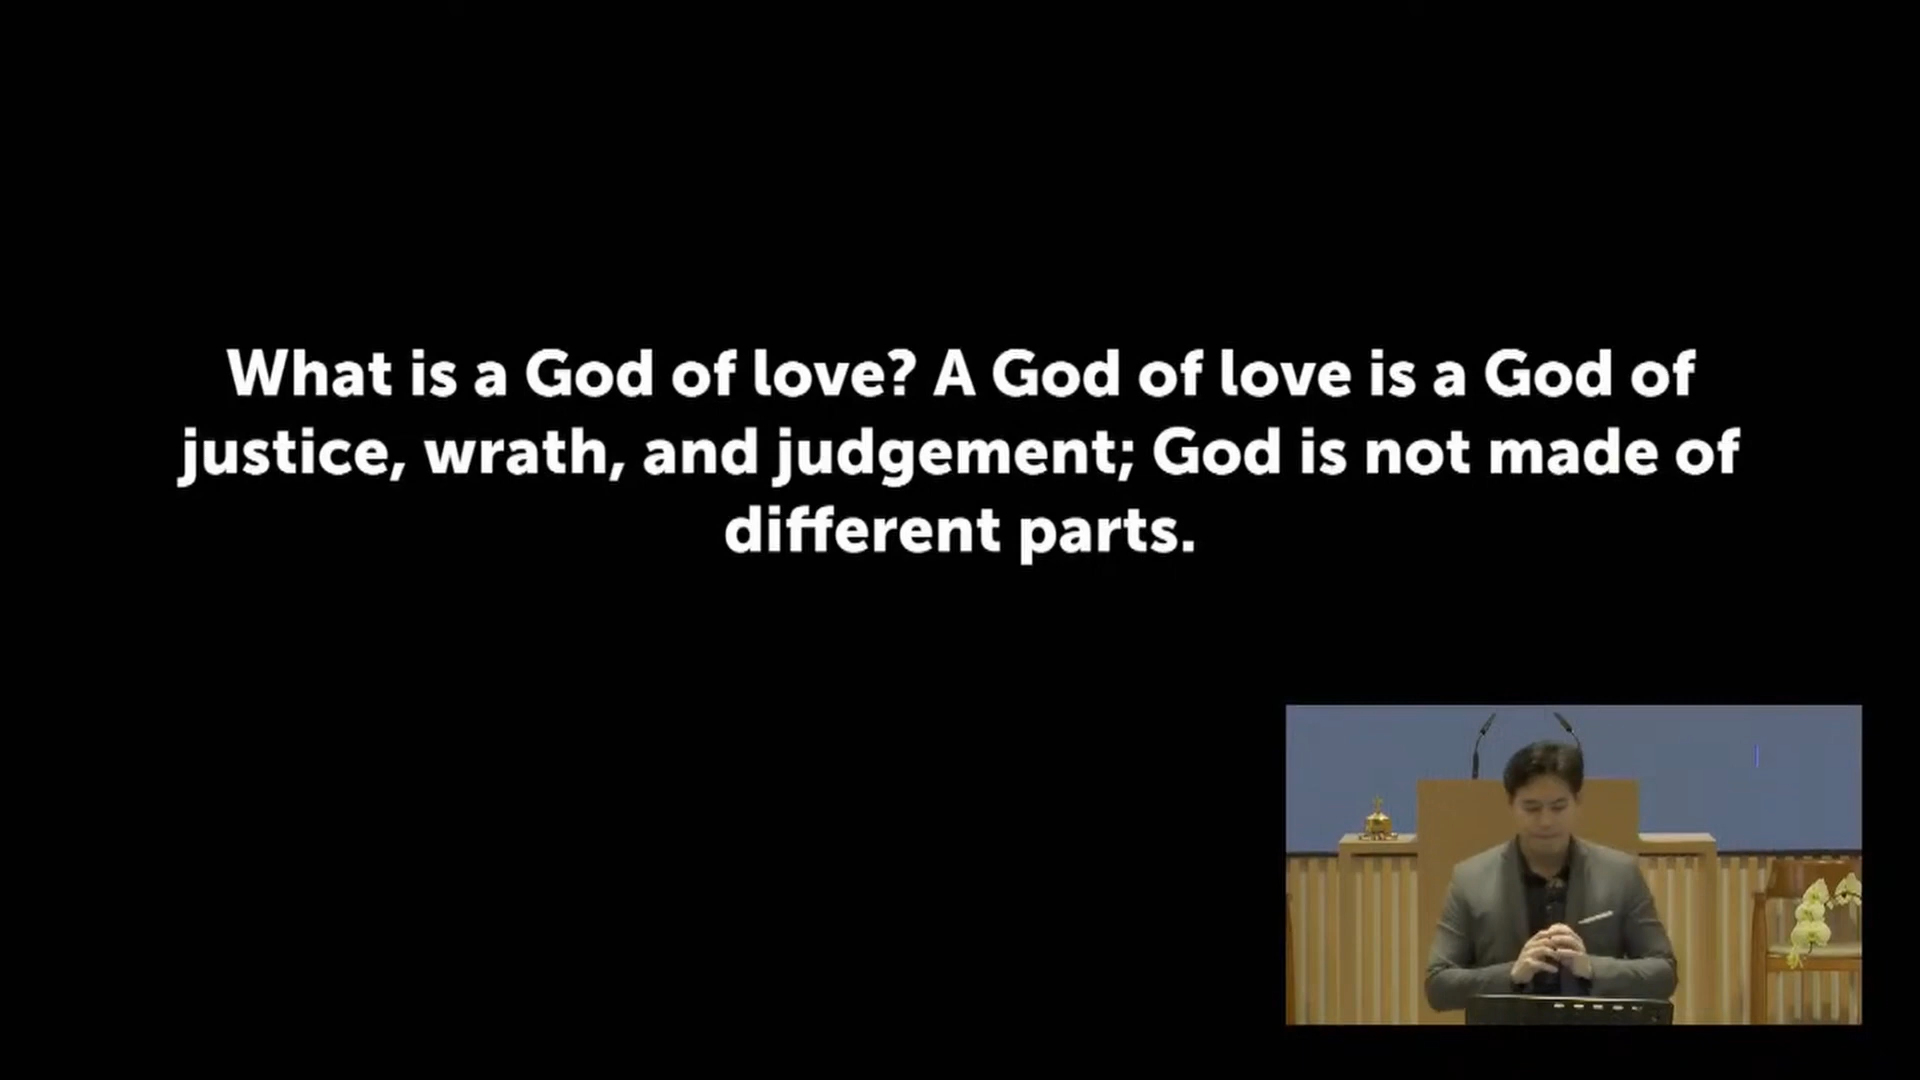 What is a God of love? A God of love is a God of
justice, wrath, and judgement; God is not made of
different parts.